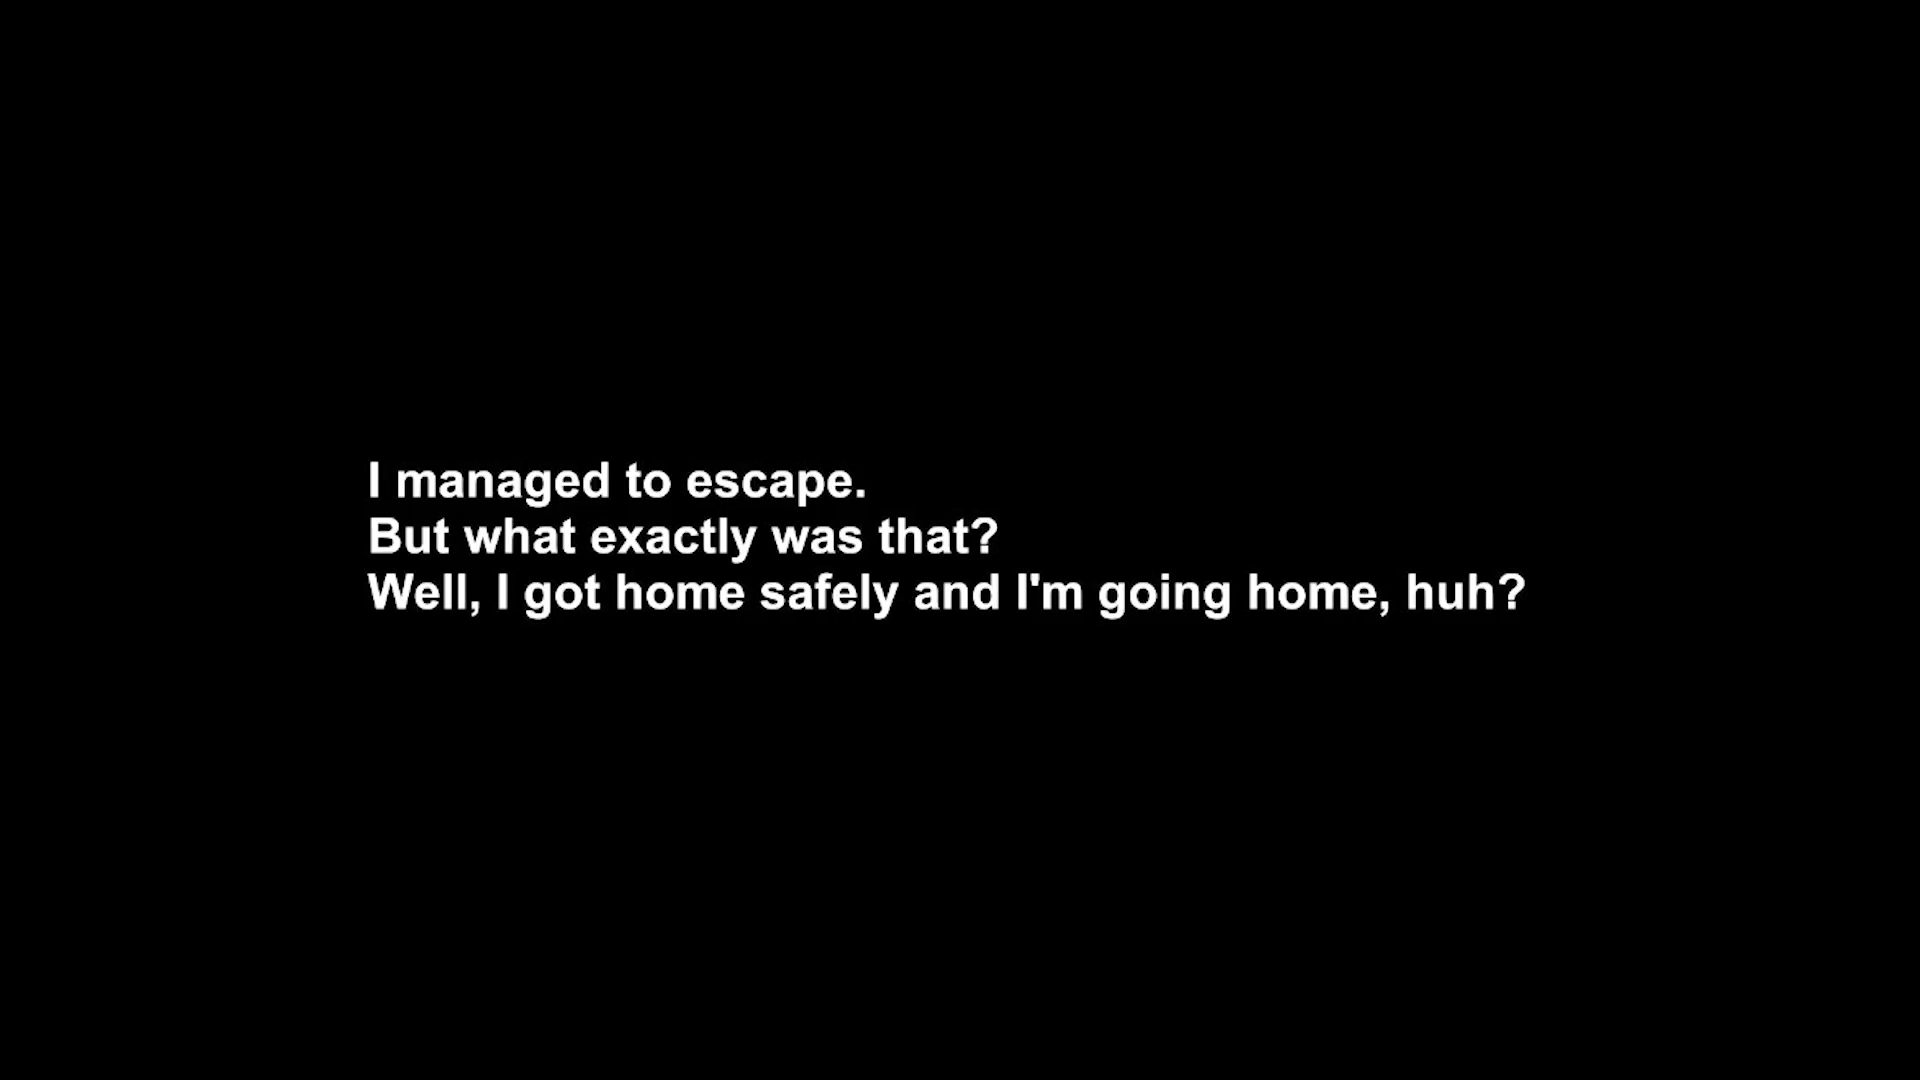 I managed to escape.
But what exactly was that?
Well, I got home safely and I'm going home, huh?